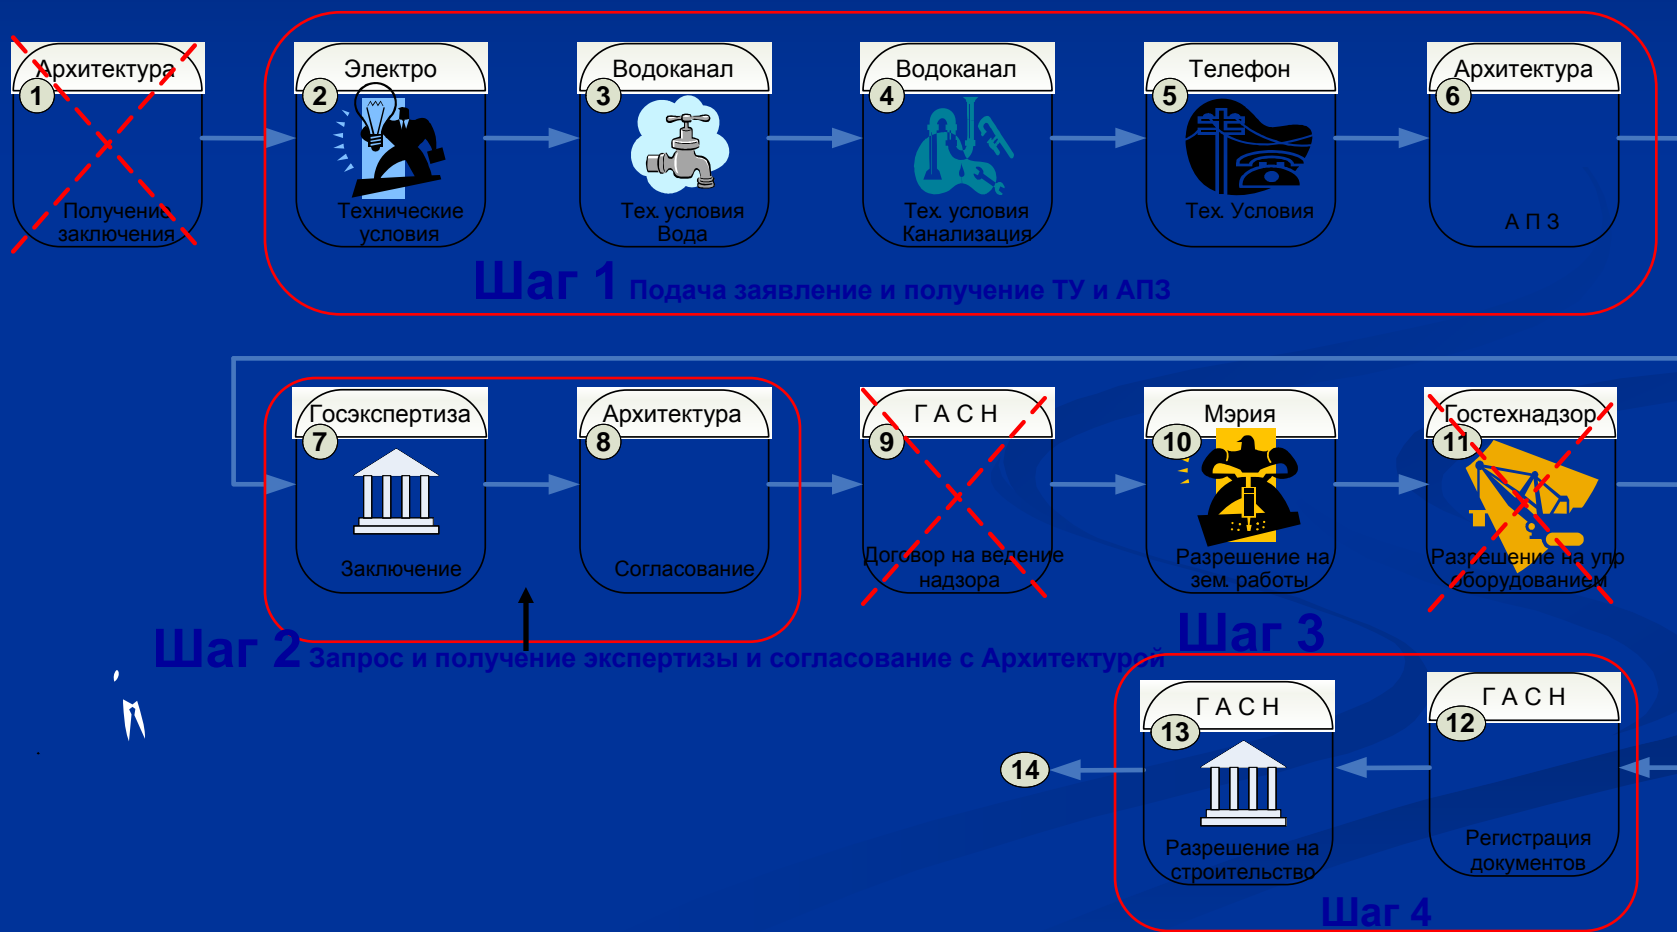 Архитектура
1
Получение
заключения
Электро
2
Технические
условия
Водоканал
3
Тех. условия
Вода
Водоканал
4
Тех. условия
Канализация
Телефон
5
Тех. Условия
Архитектура
6
А П З
Шаг 1 Подача заявление и получение ТУ и АПЗ
Госэкспертиза
7
Заключение
Архитектура
8
Согласование
Г А С Н
9
Договор на ведение
надзора
Мэрия
10
Разрешение на
зем. работы
Гостехнадзор
11
Разрешение на упр
оборудованием
Шаг 2 Запрос и получение экспертизы и согласование с Архитектурой
Шаг 3
14
Г А С Н
13
Разрешение на
строительство
Г А С Н
12
Регистрация
документов
Шаг 4